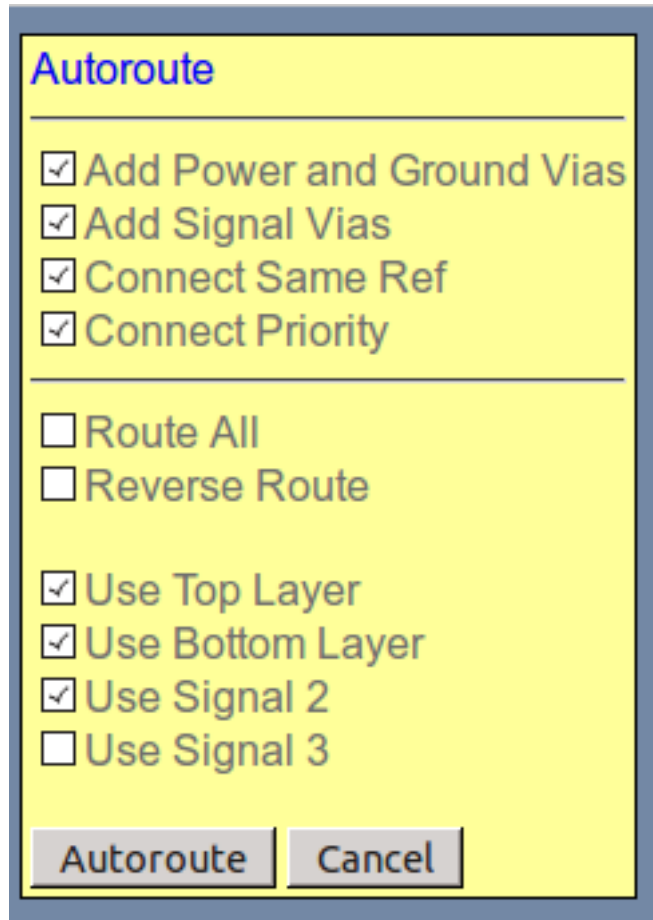 Autoroute
Add Power and Ground Vias
Add Signal Vias
Connect Same Ref
Connect Priority
Route All
Reverse Route
Use Top Layer
Use Bottom Layer
Use Signal 2
Use Signal 3
Autoroute Cancel